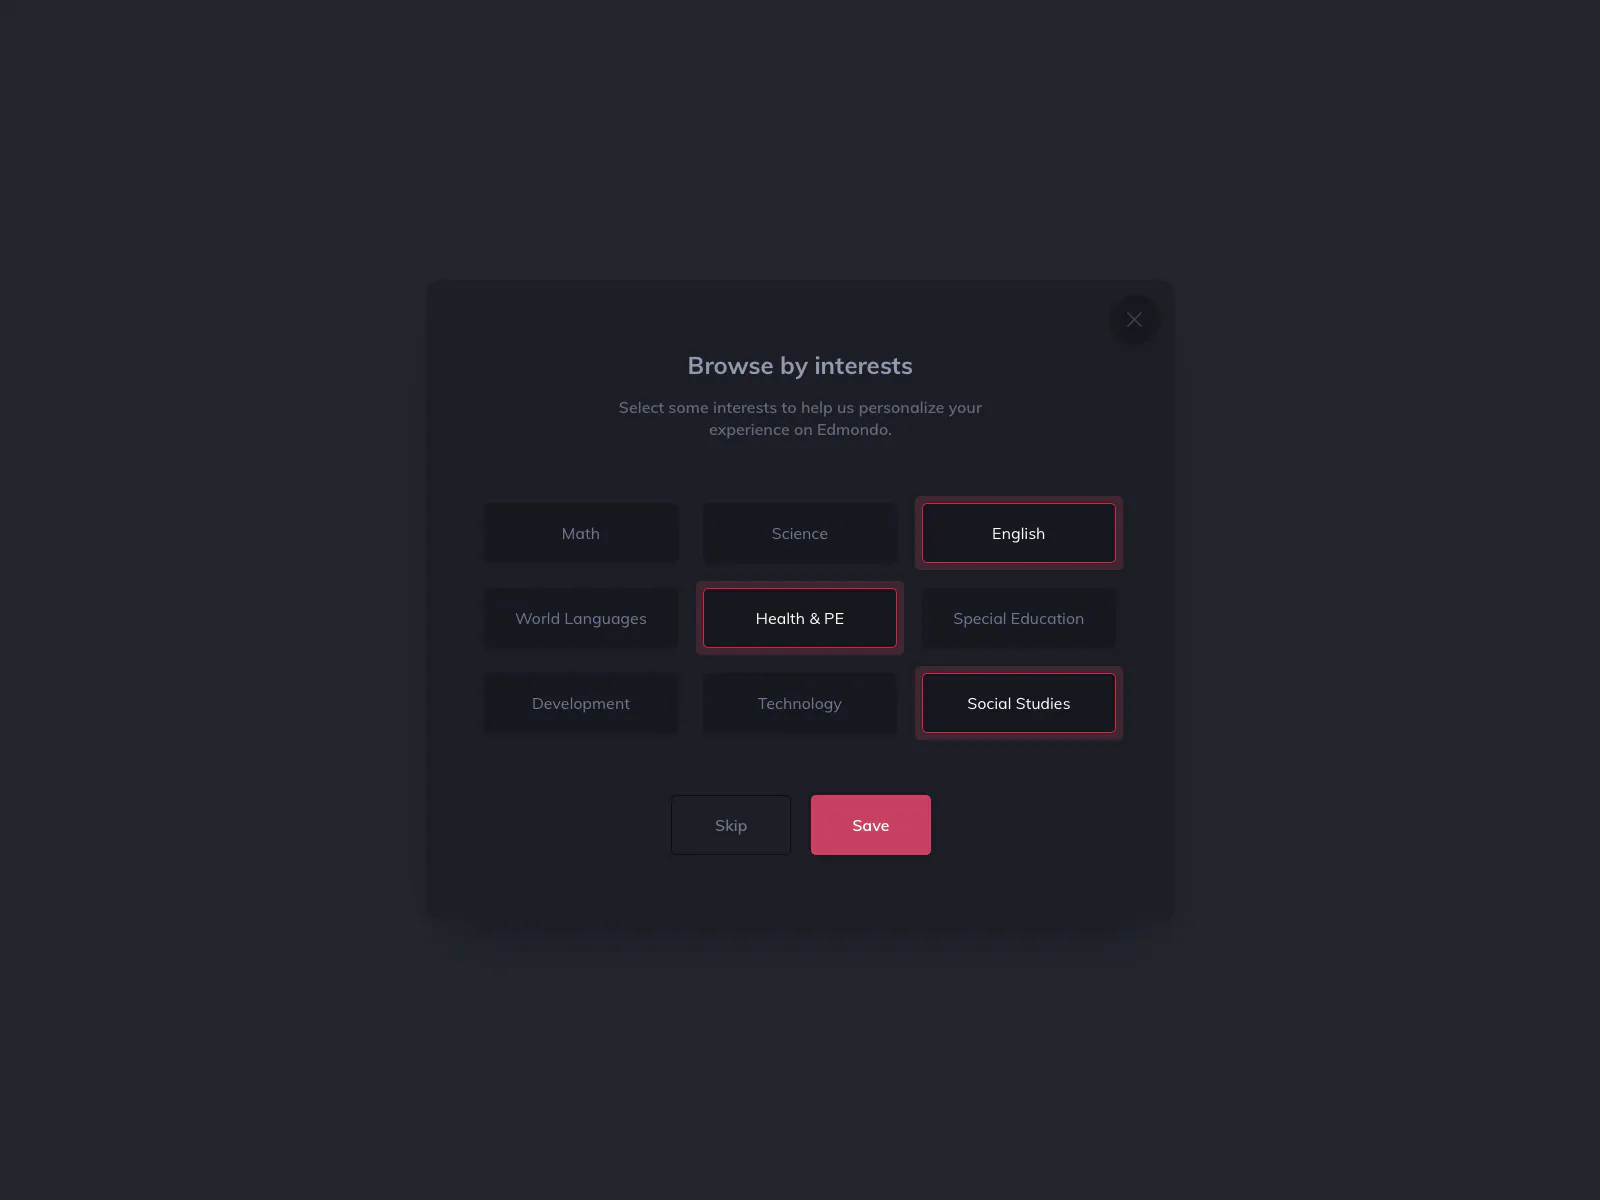 Browse by interests
Select some interests to help us personalize your
experience on Edmondo.
Math
Science
English
World Languages
Health & PE
Special Education
Development
Technology
Social Studies
Skip
Save